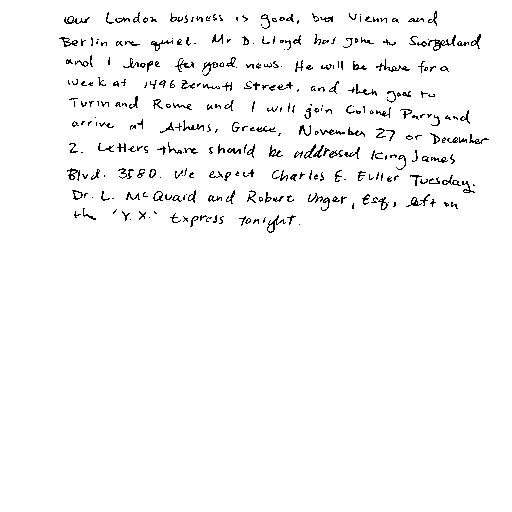 our London business is good, but Vienna and
Berlin are quiet. Mr D. Lloyd has gone to Switzerland
and I hope for good news. He will be there for a
week at 1496 Zermott Street, and then goes to
Turin and Rome and I will join Colonel Parry and
arrive at Athens, Greece, November 27 or December
2. Letters there should be addressed King James
Blvd. 3580. We expect Charles E. Fuller Tuesday.
Dr. L. McQuaid and Robert Unger, Esq., left on
the 'Y.X.' Express tonight.